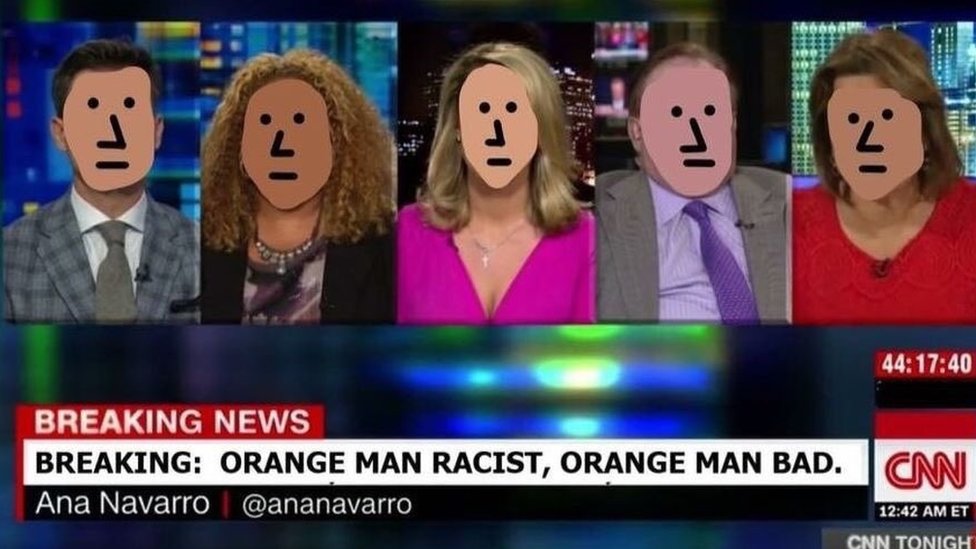 44:17:40
BREAKING NEWS
BREAKING: ORANGE MAN RACIST, ORANGE MAN BAD.
Ana Navarro | @ananavarro
CNN
12:42 AM ET
CNN TONIGH